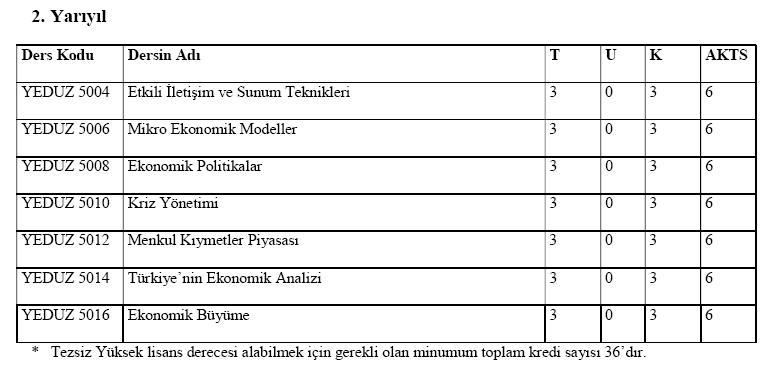 2. Yarıyıl
Ders Kodu Dersin Adı T U K AKTS
YEDUZ 5004 Etkili İletişim ve Sunum Teknikleri 3 0 3 6
YEDUZ 5006 Mikro Ekonomik Modeller 3 0 3 6
YEDUZ 5008 Ekonomik Politikalar 3 0 3 6
YEDUZ 5010 Kriz Yönetimi 3 0 3 6
YEDUZ 5012 Menkul Kıymetler Piyasası 3 0 3 6
YEDUZ 5014 Türkiye’nin Ekonomik Analizi 3 0 3 6
YEDUZ 5016 Ekonomik Büyüme 3 0 3 6
* Tezsiz Yüksek lisans derecesi alabilmek için gerekli olan minumum toplam kredi sayısı 36’dır.